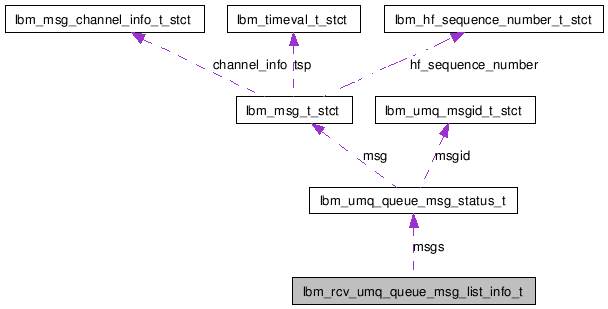 lbm_msg_channel_info_t_stct lbm_timeval_t_stct lbm_hf_sequence_number_t_stct
channel_info tsp hf_sequence_number
lbm_msg_t_stct lbm_umq_msgid_t_stct
msg msgid
lbm_umq_queue_msg_status_t
msgs
lbm_rcv_umq_queue_msg_list_info_t